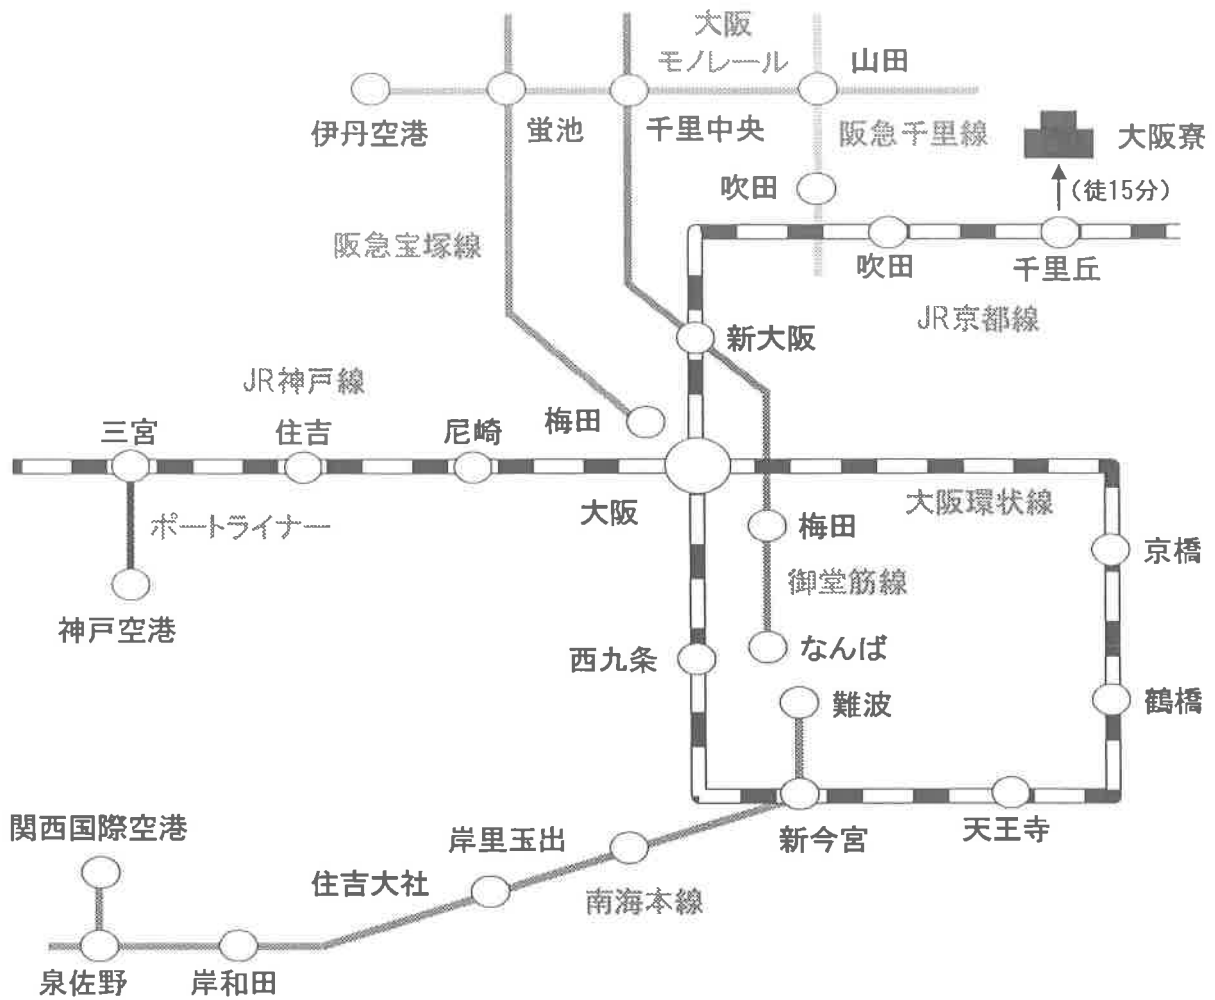 大阪
モノレール
山田
伊丹空港
蛍池
千里中央
阪急千里線
大阪寮
吹田
(徒15分)
阪急宝塚線
吹田
千里丘
JR京都線
新大阪
JR神戸線
梅田
三宮
住吉
尼崎
大阪
大阪環状線
ポートライナー
梅田
京橋
御堂筋線
神戸空港
西九条
なんば
難波
鶴橋
関西国際空港
岸里玉出
新今宮
天王寺
住吉大社
南海本線
泉佐野
岸和田